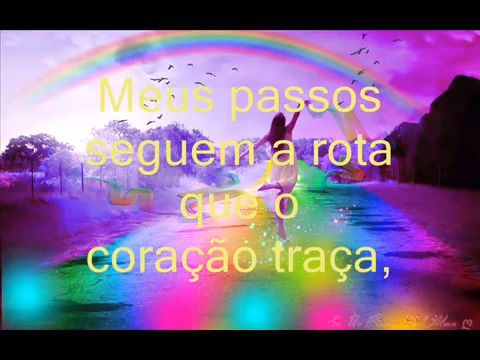 Meus passos
seguem a rota
que o
coração traça,